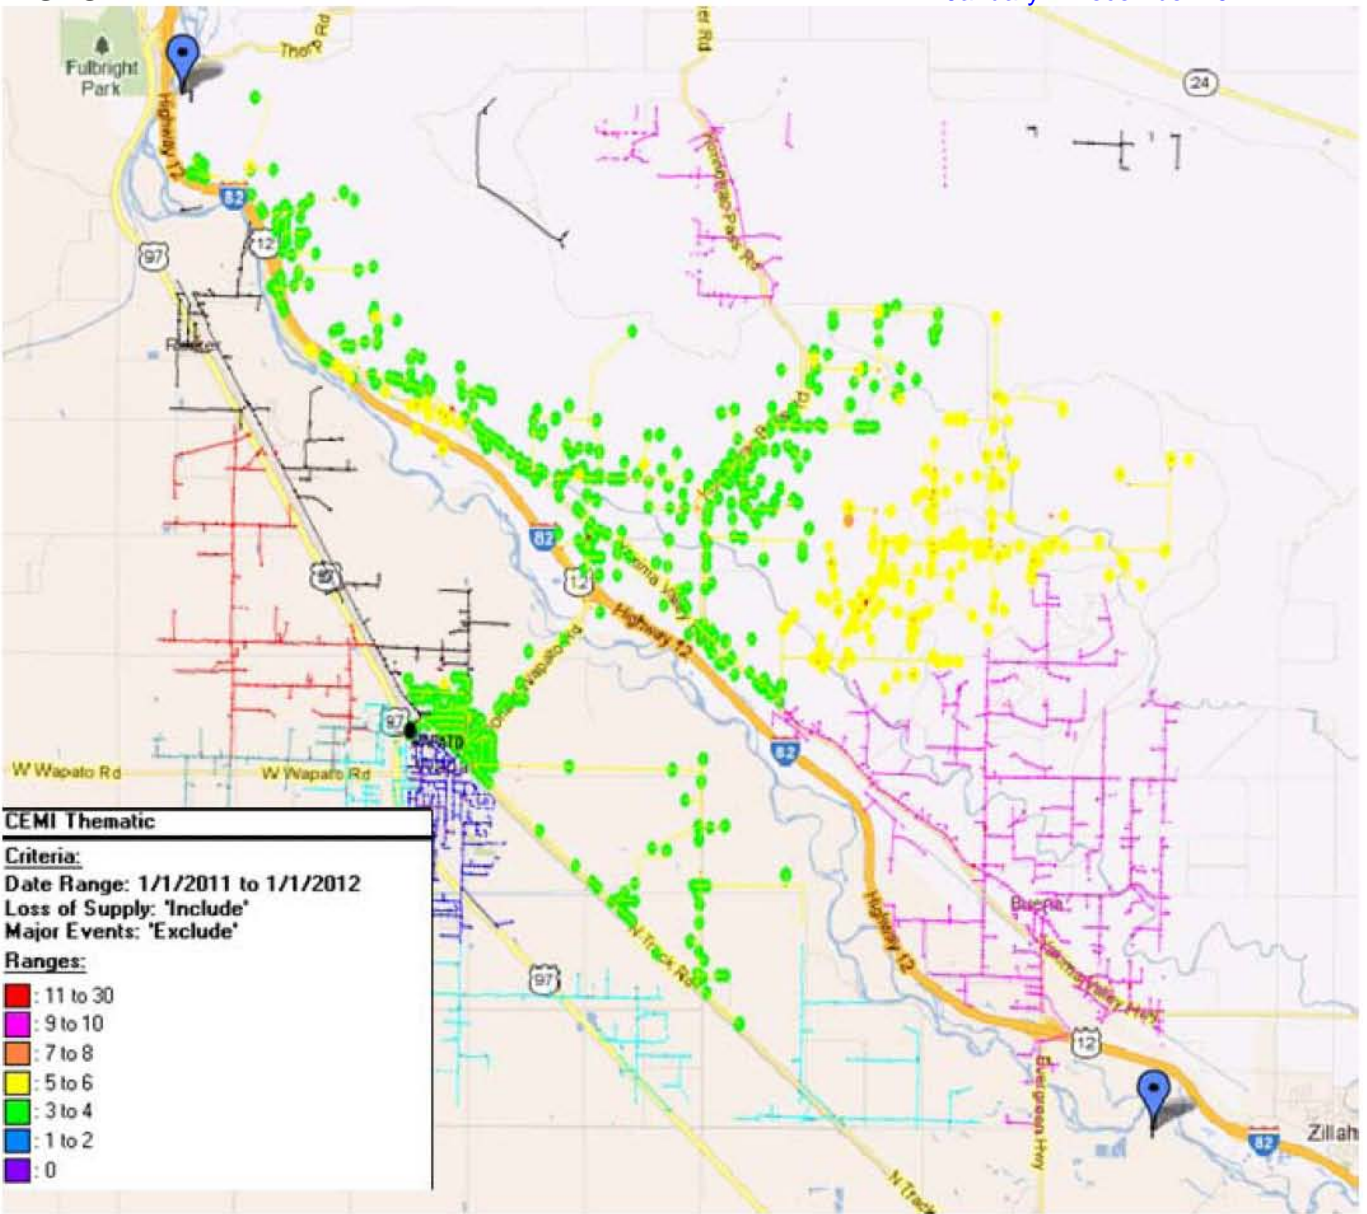 Thorp Rd
Fulbright
Park
24
Highway 12
82
12
97
82
12
Highway 12
97
82
W Wapato Rd
W Wapato Rd
Buena
N Track Rd
Highway 12
97
Yakima Valley Hwy
12
Evergreen Hwy
82
Zillah
N Track
CEMI Thematic
Criteria:
Date Range: 1/1/2011 to 1/1/2012
Loss of Supply: 'Include'
Major Events: 'Exclude'
Ranges:
: 11 to 30
: 9 to 10
: 7 to 8
: 5 to 6
: 3 to 4
: 1 to 2
: 0